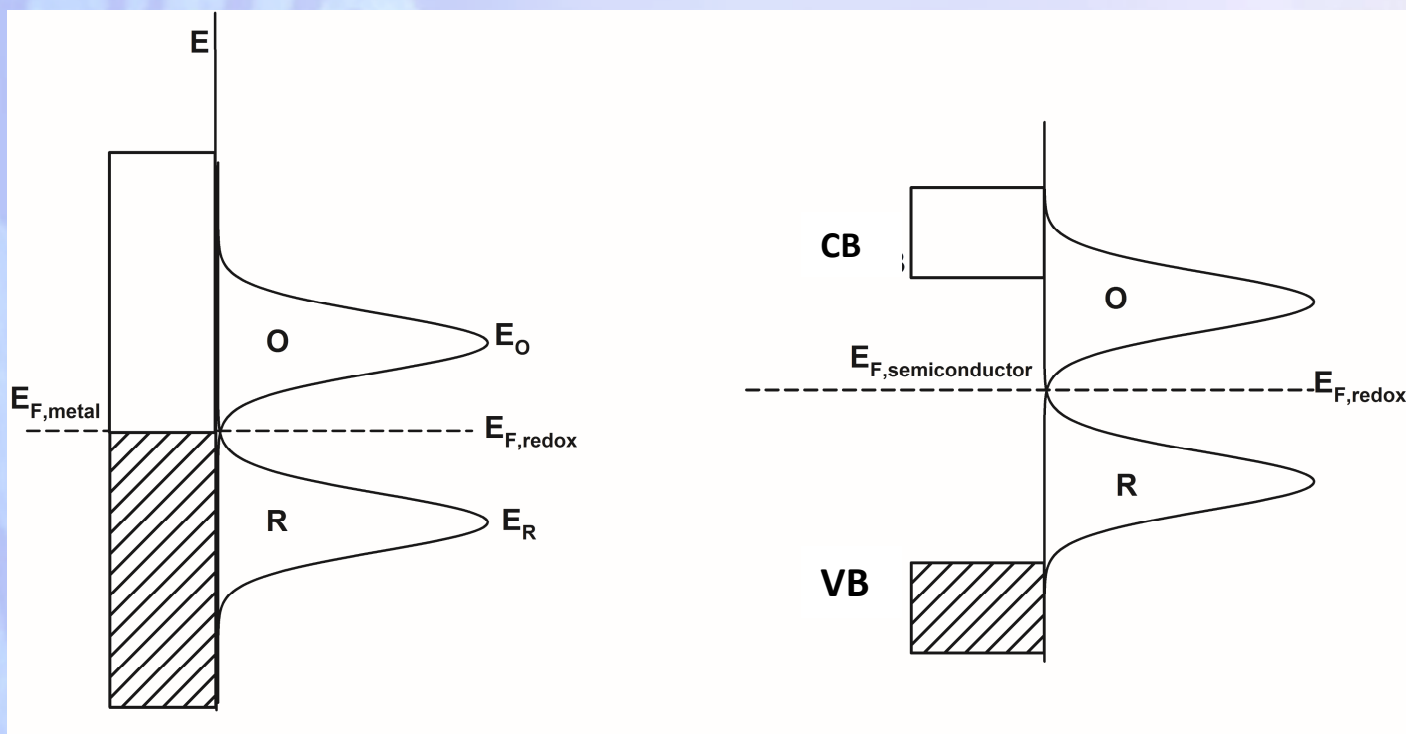 E
O
E_O
E_F,metal
E_F,redox
R
E_R
CB
O
E_F,semiconductor
E_F,redox
R
VB